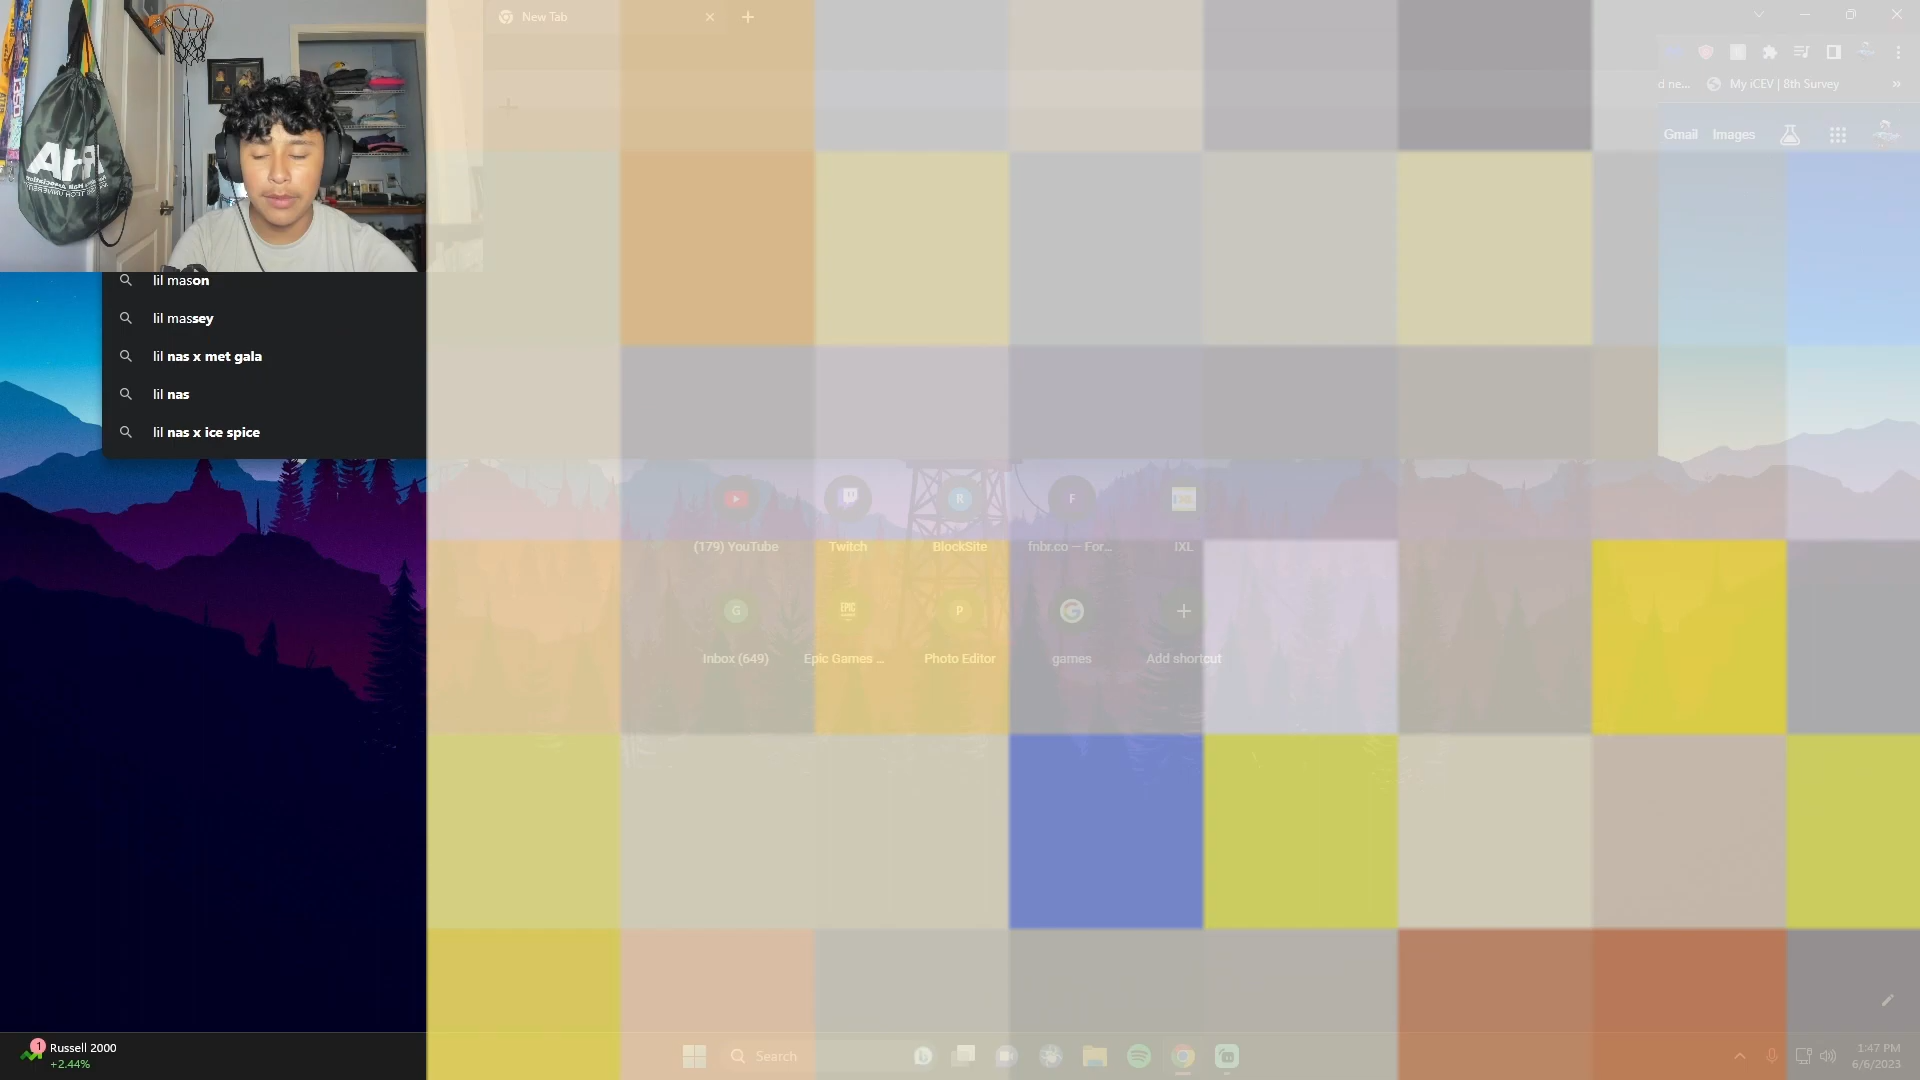 New Tab
d ne...
My iCEV | 8th Survey
»
Gmail
Images
lil mason
lil massey
lil nas x met gala
lil nas
lil nas x ice spice
(179) YouTube
Twitch
BlockSite
fnbr.co — For...
IXL
R
F
G
EPIC
P
Inbox (649)
Epic Games ...
Photo Editor
games
Add shortcut
1
Russell 2000
+2.44%
Search
1:47 PM
6/6/2023